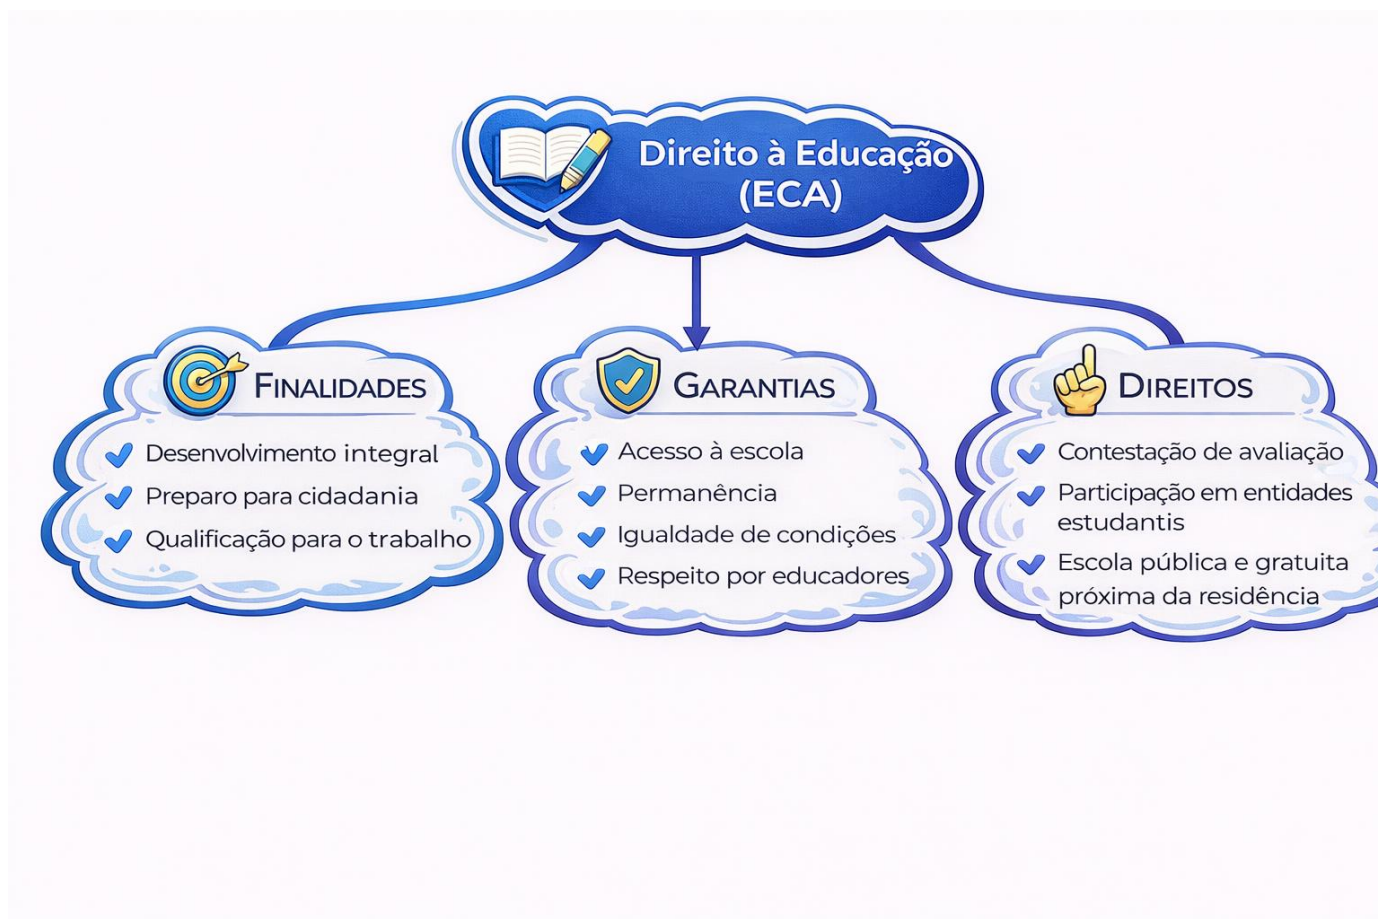 Direito à Educação
(ECA)
FINALIDADES
Desenvolvimento integral
Preparo para cidadania
Qualificação para o trabalho
GARANTIAS
Acesso à escola
Permanência
Igualdade de condições
Respeito por educadores
DIREITOS
Contestação de avaliação
Participação em entidades
estudantis
Escola pública e gratuita
próxima da residência